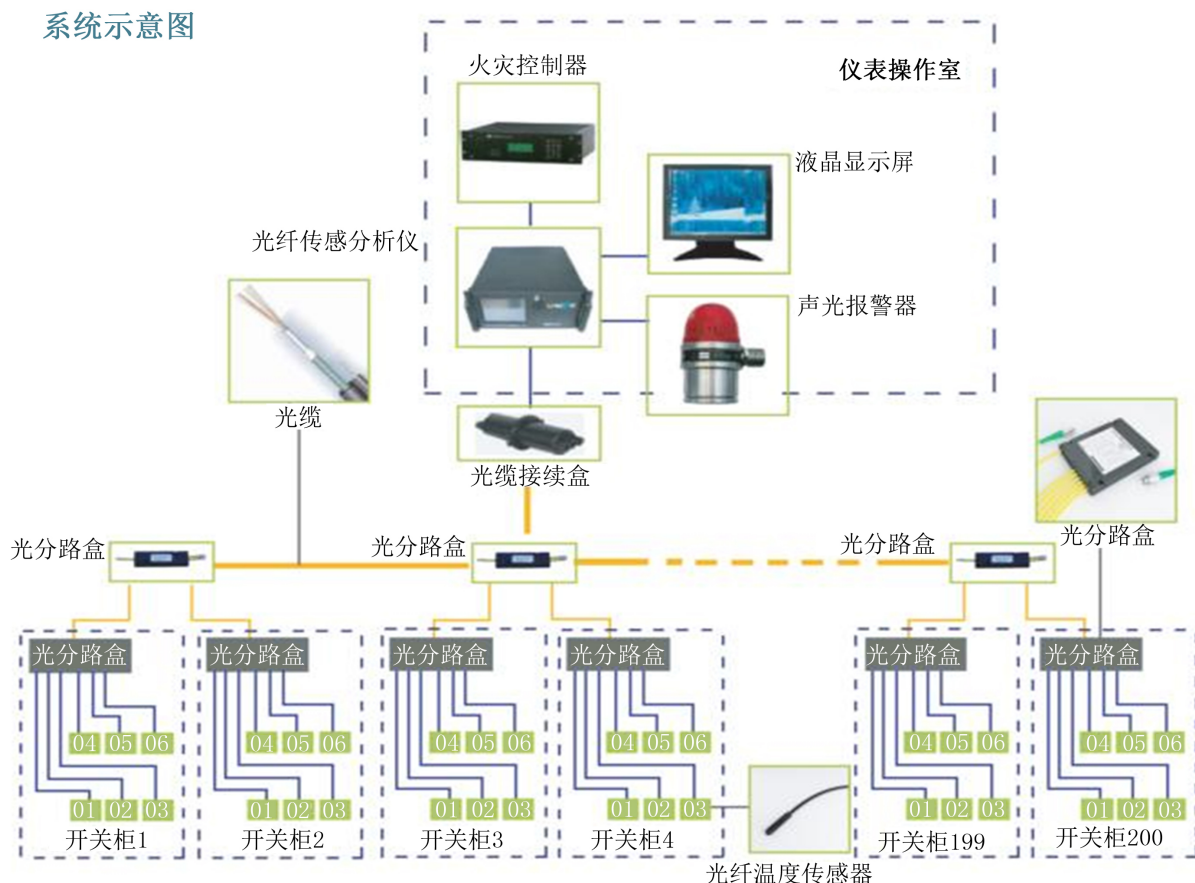 系统示意图
火灾控制器
仪表操作室
液晶显示屏
光纤传感分析仪
声光报警器
光缆
光缆接续盒
光分路盒
光分路盒
光分路盒
光分路盒
光分路盒
光分路盒
光分路盒
光分路盒
光分路盒
光分路盒
04 05 06
04 05 06
04 05 06
04 05 06
04 05 06
04 05 06
01 02 03
01 02 03
01 02 03
01 02 03
01 02 03
01 02 03
开关柜1
开关柜2
开关柜3
开关柜4
开关柜199
开关柜200
光纤温度传感器